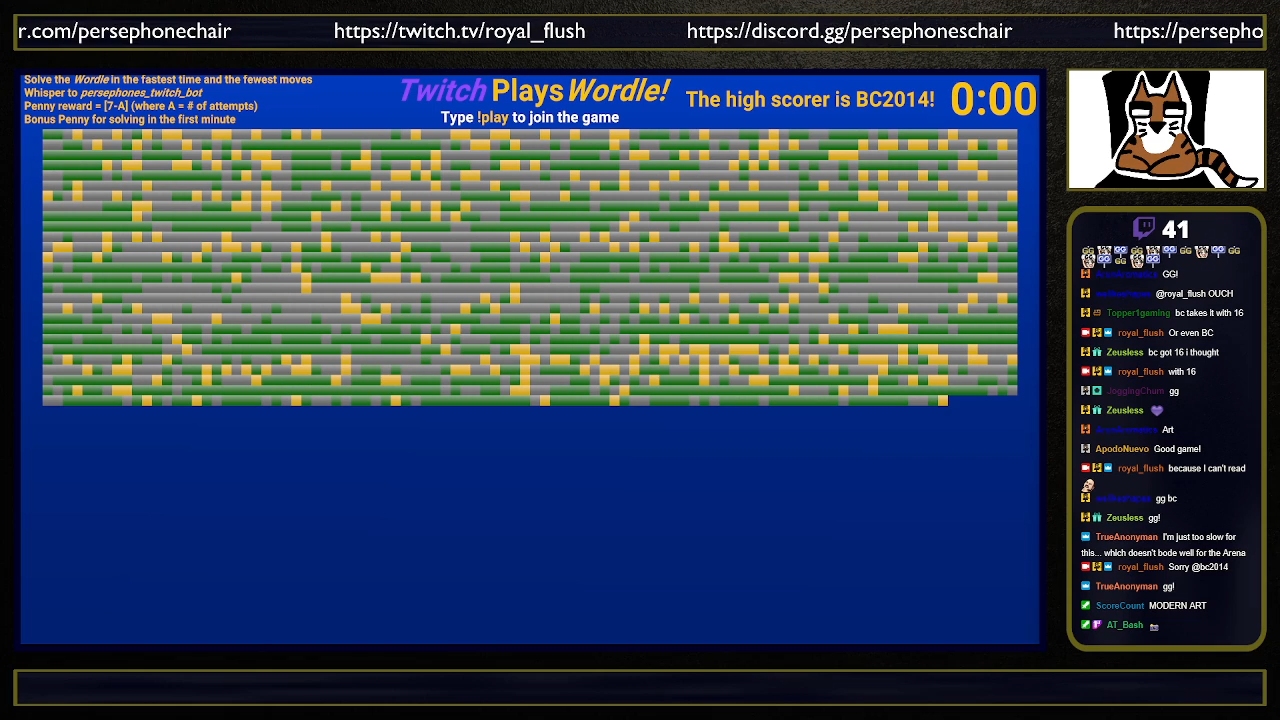 r.com/persephonechair
https://twitch.tv/royal_flush
https://discord.gg/persephoneschair
https://persepho
Solve the Wordle in the fastest time and the fewest moves
Whisper to persephones_twitch_bot
Penny reward = [7-A] (where A = # of attempts)
Bonus Penny for solving in the first minute
Twitch Plays Wordle!
Type !play to join the game
The high scorer is BC2014!
0:00
41
GG!
@royal_flush OUCH
Topper1gaming bc takes it with 16
royal_flush Or even BC
Zeusless bc got 16 i thought
royal_flush with 16
JoggingChum gg
Zeusless
Art
ApodoNuevo Good game!
royal_flush because I can't read
gg bc
Zeusless gg!
TrueAnonyman I'm just too slow for
this... which doesn't bode well for the Arena
royal_flush Sorry @bc2014
TrueAnonyman gg!
ScoreCount MODERN ART
AT_Bash